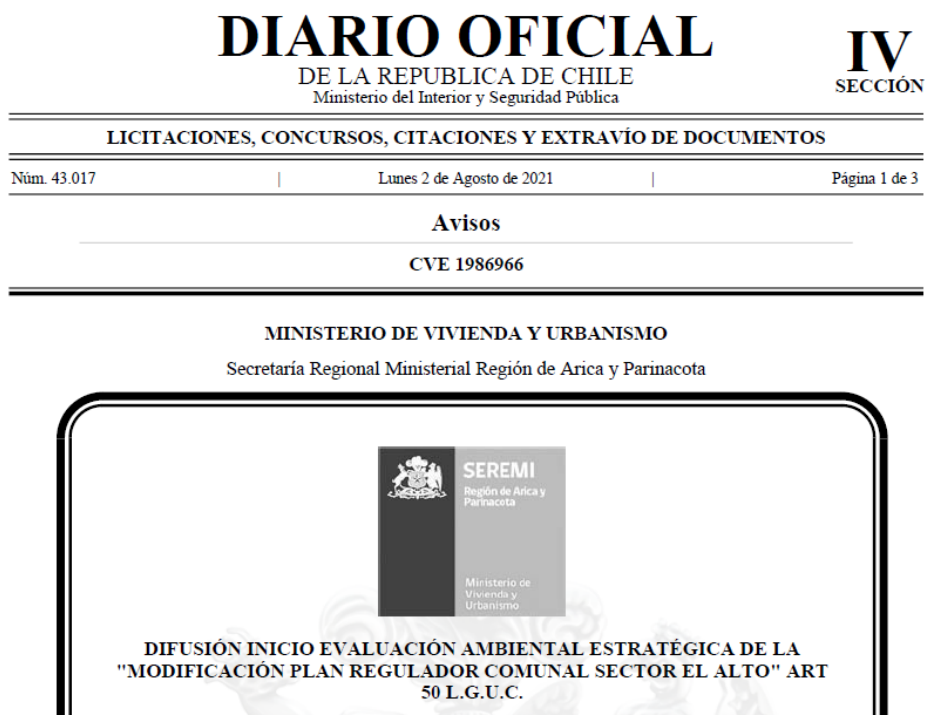 DIARIO OFICIAL
DE LA REPUBLICA DE CHILE
Ministerio del Interior y Seguridad Pública
IV
SECCIÓN
LICITACIONES, CONCURSOS, CITACIONES Y EXTRAVÍO DE DOCUMENTOS
Núm. 43.017 | Lunes 2 de Agosto de 2021 | Página 1 de 3
Avisos
CVE 1986966
MINISTERIO DE VIVIENDA Y URBANISMO
Secretaría Regional Ministerial Región de Arica y Parinacota
SEREMI
Región de Arica y
Parinacota
Ministerio de
Vivienda y
Urbanismo
DIFUSIÓN INICIO EVALUACIÓN AMBIENTAL ESTRATÉGICA DE LA
"MODIFICACIÓN PLAN REGULADOR COMUNAL SECTOR EL ALTO" ART
50 L.G.U.C.